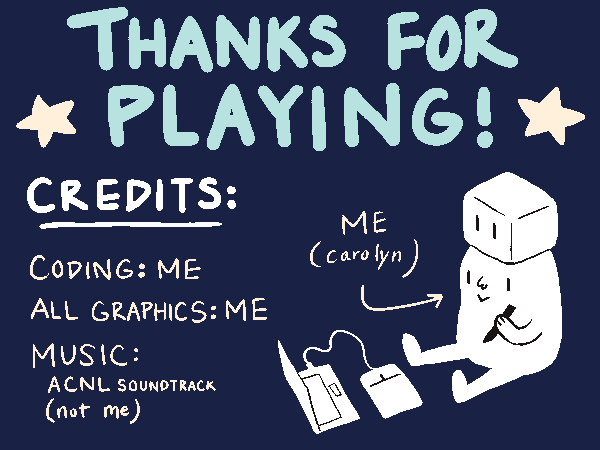 THANKS FOR
PLAYING!
CREDITS:
CODING: ME
ALL GRAPHICS: ME
MUSIC:
ACNL SOUNDTRACK
(not me)
ME
(carolyn)